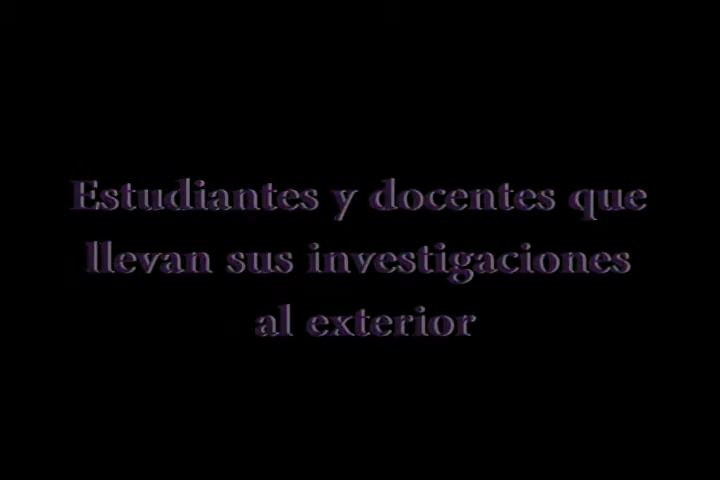 Estudiantes y docentes que
llevan sus investigaciones
al exterior